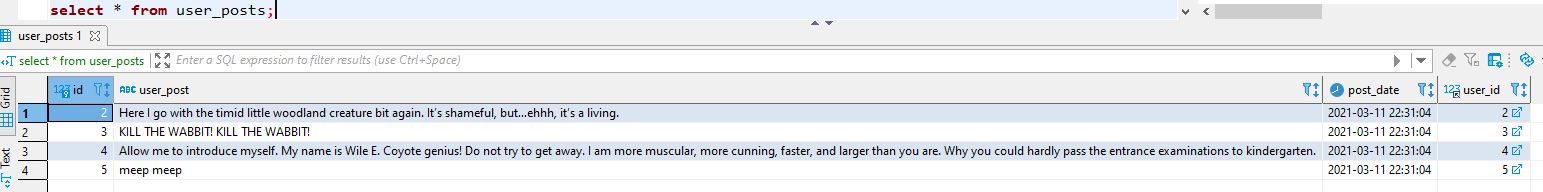 select * from user_posts;
user_posts 1
select * from user_posts Enter a SQL expression to filter results (use Ctrl+Space)
Grid
Text
123 id ABC user_post post_date 123 user_id
1 2 Here I go with the timid little woodland creature bit again. It's shameful, but...ehhh, it's a living. 2021-03-11 22:31:04 2
2 3 KILL THE WABBIT! KILL THE WABBIT! 2021-03-11 22:31:04 3
3 4 Allow me to introduce myself. My name is Wile E. Coyote genius! Do not try to get away. I am more muscular, more cunning, faster, and larger than you are. Why you could hardly pass the entrance examinations to kindergarten. 2021-03-11 22:31:04 4
4 5 meep meep 2021-03-11 22:31:04 5